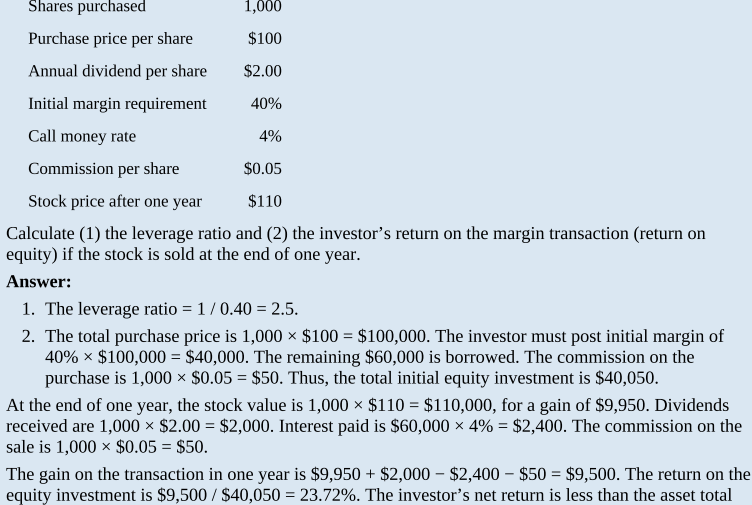 Shares purchased 1,000
Purchase price per share $100
Annual dividend per share $2.00
Initial margin requirement 40%
Call money rate 4%
Commission per share $0.05
Stock price after one year $110
Calculate (1) the leverage ratio and (2) the investor’s return on the margin transaction (return on
equity) if the stock is sold at the end of one year.
Answer:
1. The leverage ratio = 1 / 0.40 = 2.5.
2. The total purchase price is 1,000 × $100 = $100,000. The investor must post initial margin of
40% × $100,000 = $40,000. The remaining $60,000 is borrowed. The commission on the
purchase is 1,000 × $0.05 = $50. Thus, the total initial equity investment is $40,050.
At the end of one year, the stock value is 1,000 × $110 = $110,000, for a gain of $9,950. Dividends
received are 1,000 × $2.00 = $2,000. Interest paid is $60,000 × 4% = $2,400. The commission on the
sale is 1,000 × $0.05 = $50.
The gain on the transaction in one year is $9,950 + $2,000 − $2,400 − $50 = $9,500. The return on the
equity investment is $9,500 / $40,050 = 23.72%. The investor’s net return is less than the asset total